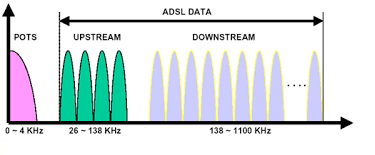 ADSL DATA
POTS UPSTREAM DOWNSTREAM
....
0 ~ 4 KHz 26 ~ 138 KHz 138 ~ 1100 KHz